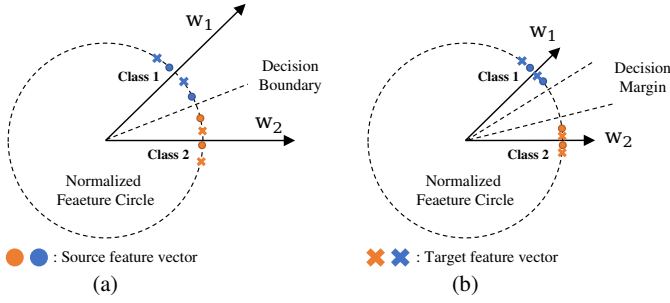 w₁
Class 1
Decision
Boundary
w₂
Class 2
Normalized
Feaeture Circle
: Source feature vector
(a)
w₁
Class 1
Decision
Margin
w₂
Class 2
Normalized
Feaeture Circle
: Target feature vector
(b)